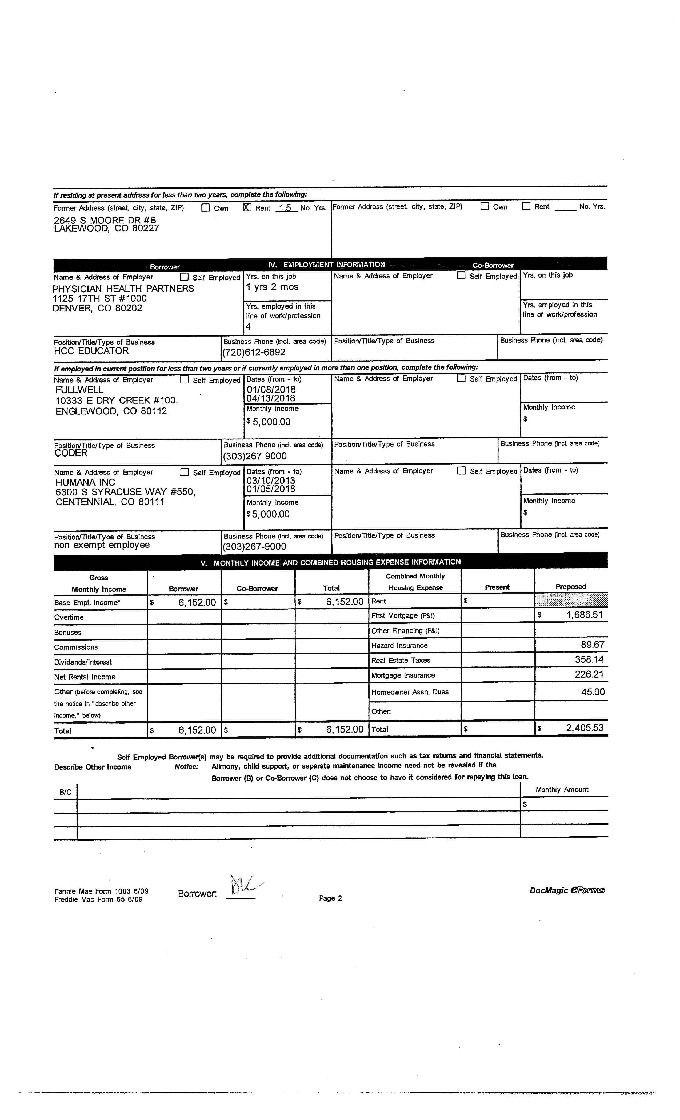 If residing at present address for less than two years, complete the following:
Former Address (street, city, state, ZIP) ☐ Own ☒ Rent 1.5 No. Yrs. Former Address (street, city, state, ZIP) ☐ Own ☐ Rent ____ No. Yrs.
2649 S MOORE DR #B
LAKEWOOD, CO 80227
Borrower IV. EMPLOYMENT INFORMATION Co-Borrower
Name & Address of Employer ☐ Self Employed Yrs. on this job Name & Address of Employer ☐ Self Employed Yrs. on this job
PHYSICIAN HEALTH PARTNERS 1 yrs 2 mos
1125 17TH ST #1000
DENVER, CO 80202 Yrs. employed in this line of work/profession Yrs. employed in this line of work/profession
4
Position/Title/Type of Business Business Phone (incl. area code) Position/Title/Type of Business Business Phone (incl. area code)
HCC EDUCATOR (720)612-6892
If employed in current position for less than two years or if currently employed in more than one position, complete the following:
Name & Address of Employer ☐ Self Employed Dates (from - to) Name & Address of Employer ☐ Self Employed Dates (from - to)
FULLWELL 01/08/2018
10333 E DRY CREEK #100, 04/13/2018
ENGLEWOOD, CO 80112 Monthly Income Monthly Income
$ 5,000.00 $
Position/Title/Type of Business Business Phone (incl. area code) Position/Title/Type of Business Business Phone (incl. area code)
CODER (303)267-9000
Name & Address of Employer ☐ Self Employed Dates (from - to) Name & Address of Employer ☐ Self Employed Dates (from - to)
HUMANA INC 03/10/2013
6300 S SYRACUSE WAY #550, 01/05/2018
CENTENNIAL, CO 80111 Monthly Income Monthly Income
$ 5,000.00 $
Position/Title/Type of Business Business Phone (incl. area code) Position/Title/Type of Business Business Phone (incl. area code)
non exempt employee (303)267-9000
V. MONTHLY INCOME AND COMBINED HOUSING EXPENSE INFORMATION
Gross Monthly Income Borrower Co-Borrower Total Combined Monthly Housing Expense Present Proposed
Base Empl. Income* $ 6,152.00 $ $ 6,152.00 Rent $
Overtime First Mortgage (P&I) $ 1,686.51
Bonuses Other Financing (P&I)
Commissions Hazard Insurance 89.67
Dividends/Interest Real Estate Taxes 358.14
Net Rental Income Mortgage Insurance 226.21
Other (before completing, see the notice in "describe other income," below) Homeowner Assn. Dues 45.00
Other:
Total $ 6,152.00 $ $ 6,152.00 Total $ $ 2,405.53
Self Employed Borrower(s) may be required to provide additional documentation such as tax returns and financial statements.
Describe Other Income Notice: Alimony, child support, or separate maintenance income need not be revealed if the
Borrower (B) or Co-Borrower (C) does not choose to have it considered for repaying this loan.
B/C Monthly Amount
$
Fannie Mae Form 1003 6/09 Borrower: DocMagic eForms
Freddie Mac Form 65 6/09 Page 2